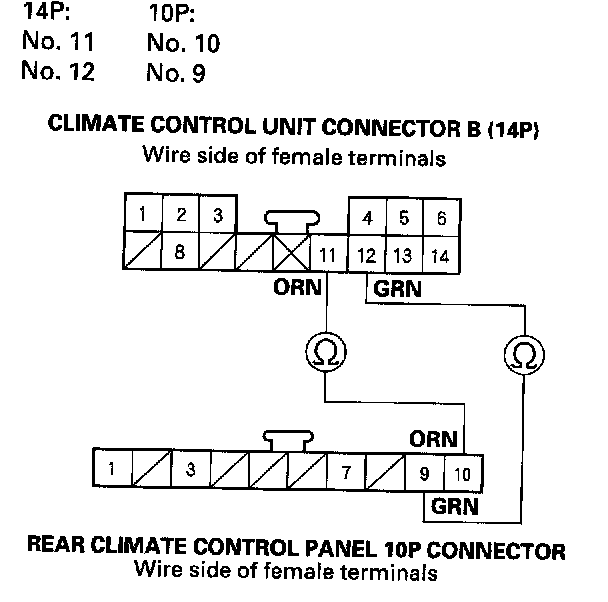 14P: 10P:
No. 11 No. 10
No. 12 No. 9
CLIMATE CONTROL UNIT CONNECTOR B (14P)
Wire side of female terminals
1 2 3 4 5 6
8 11 12 13 14
ORN GRN
Ω Ω
ORN
1 3 7 9 10
GRN
REAR CLIMATE CONTROL PANEL 10P CONNECTOR
Wire side of female terminals